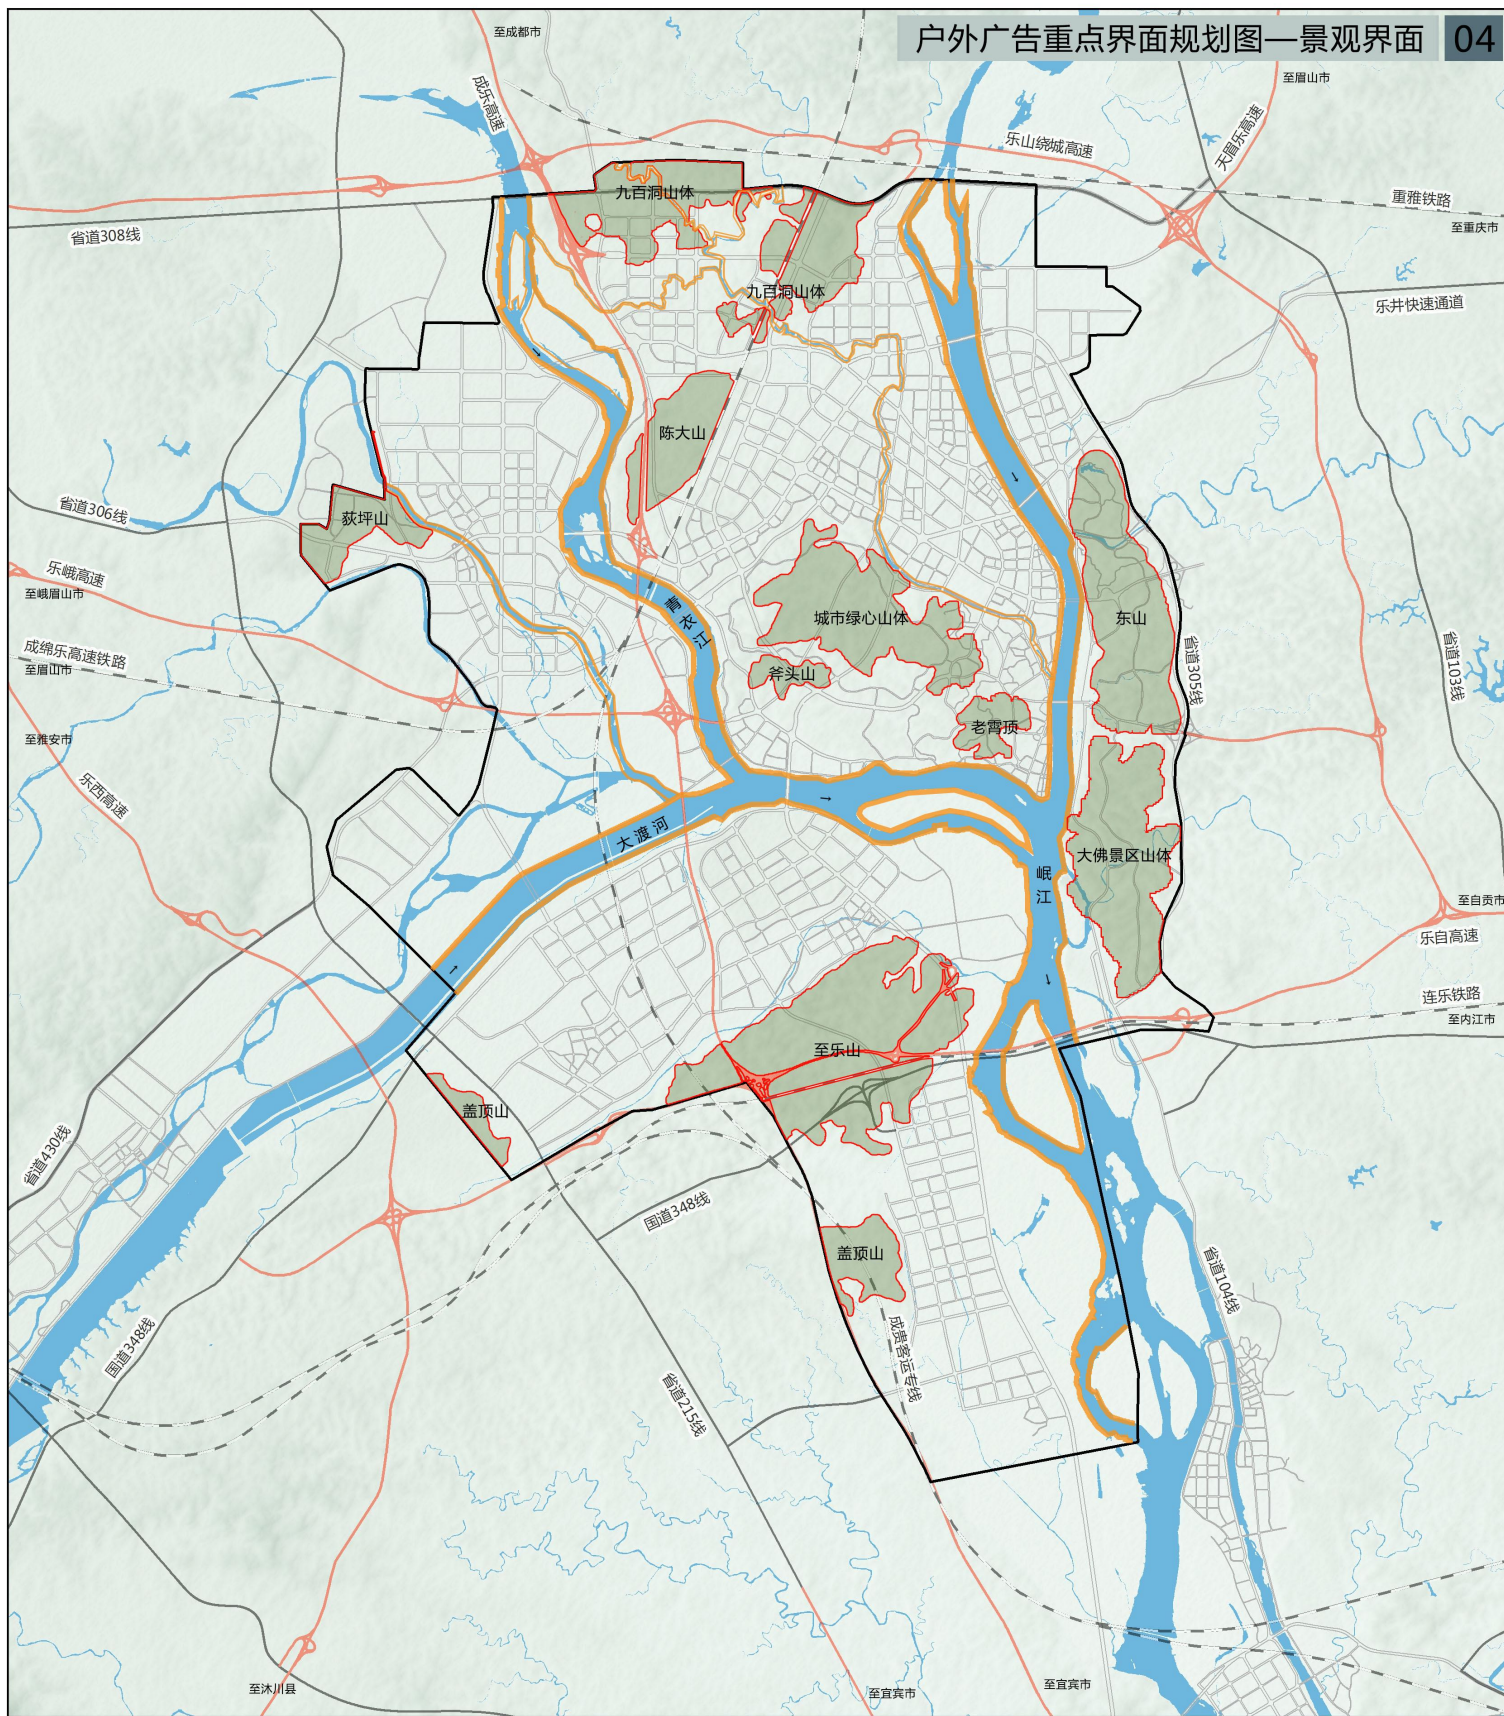 户外广告重点界面规划图—景观界面 04
至成都市
至眉山市
成乐高速
乐山绕城高速
天眉乐高速
九百洞山体
重雅铁路
至重庆市
省道308线
九百洞山体
乐井快速通道
陈大山
省道306线
荻坪山
乐峨高速
至峨眉山市
青衣江
城市绿心山体
东山
成绵乐高速铁路
至眉山市
斧头山
省道305线
省道103线
老霄顶
至雅安市
乐西高速
大渡河
大佛景区山体
岷江
至自贡市
乐自高速
连乐铁路
至内江市
至乐山
盖顶山
省道430线
国道348线
盖顶山
省道104线
国道348线
成贵客运专线
省道215线
至沐川县
至宜宾市
至宜宾市